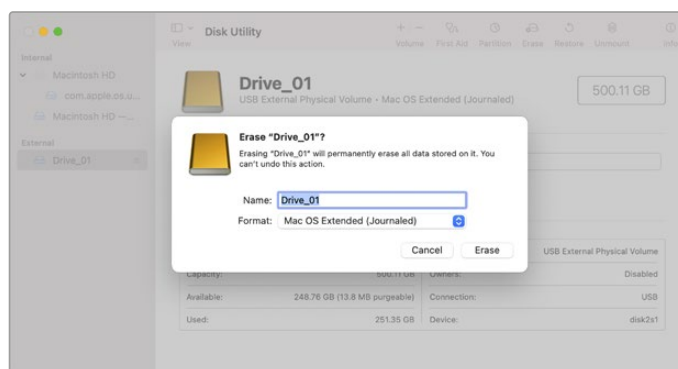 Disk Utility
View
Volume First Aid Partition Erase Restore Unmount Info
Internal
Macintosh HD
com.apple.os.u...
Macintosh HD —...
External
Drive_01
Drive_01
USB External Physical Volume • Mac OS Extended (Journaled)
500.11 GB
Erase "Drive_01"?
Erasing "Drive_01" will permanently erase all data stored on it. You
can't undo this action.
Name: Drive_01
Format: Mac OS Extended (Journaled)
Cancel Erase
USB External Physical Volume
Capacity: 500.11 GB Owners: Disabled
Available: 248.76 GB (13.8 MB purgeable) Connection: USB
Used: 251.35 GB Device: disk2s1